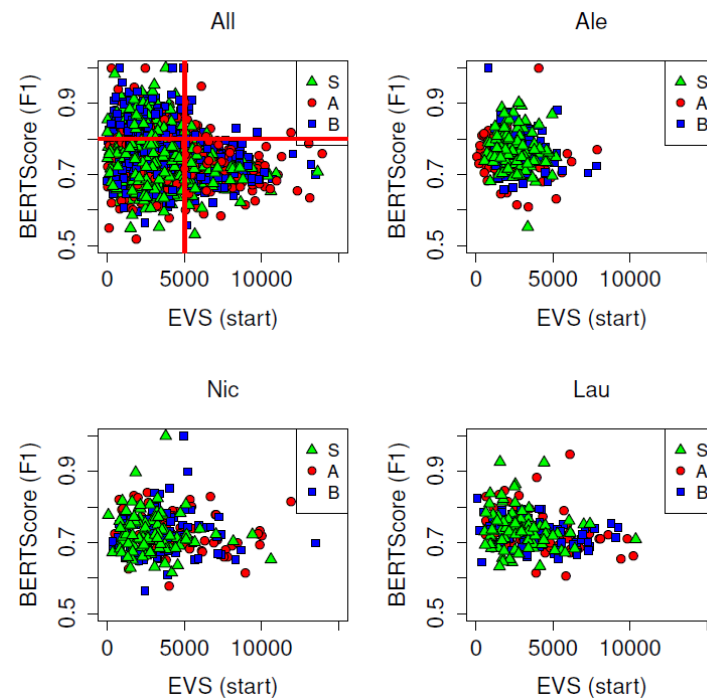 All
BERTScore (F1)
0.5 0.7 0.9
0 5000 10000
EVS (start)
S
A
B
Ale
BERTScore (F1)
0.5 0.7 0.9
0 5000 10000
EVS (start)
S
A
B
Nic
BERTScore (F1)
0.5 0.7 0.9
0 5000 10000
EVS (start)
S
A
B
Lau
BERTScore (F1)
0.5 0.7 0.9
0 5000 10000
EVS (start)
S
A
B